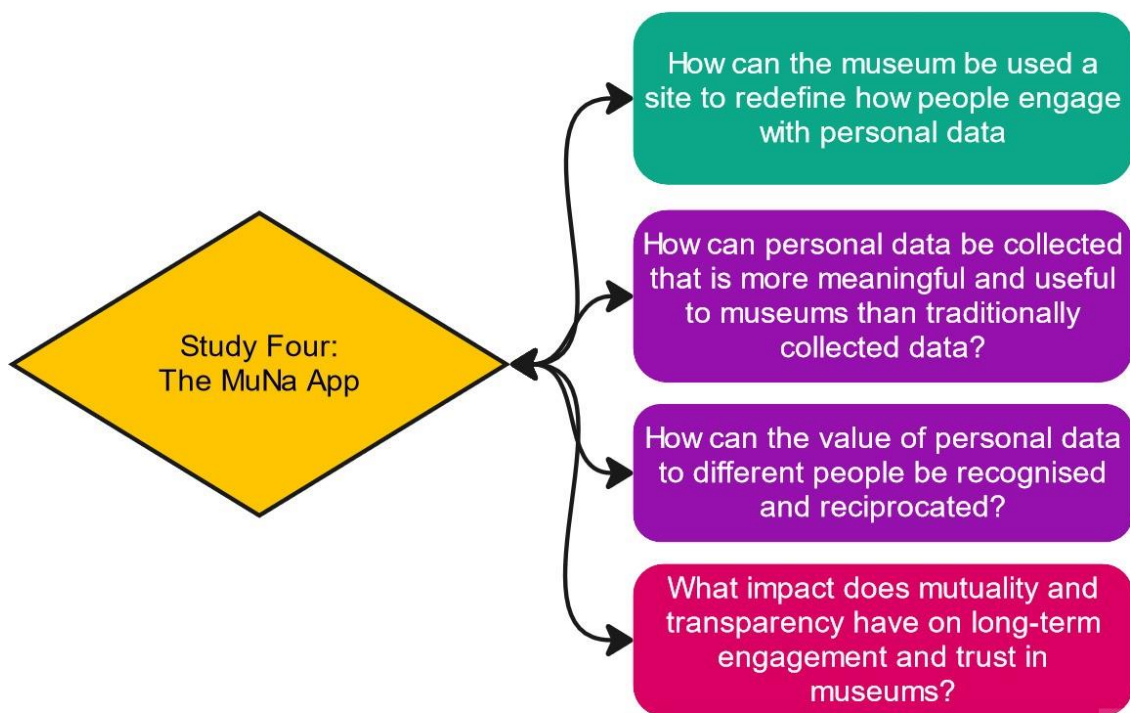 Study Four:
The MuNa App
How can the museum be used a
site to redefine how people engage
with personal data
How can personal data be collected
that is more meaningful and useful
to museums than traditionally
collected data?
How can the value of personal data
to different people be recognised
and reciprocated?
What impact does mutuality and
transparency have on long-term
engagement and trust in
museums?